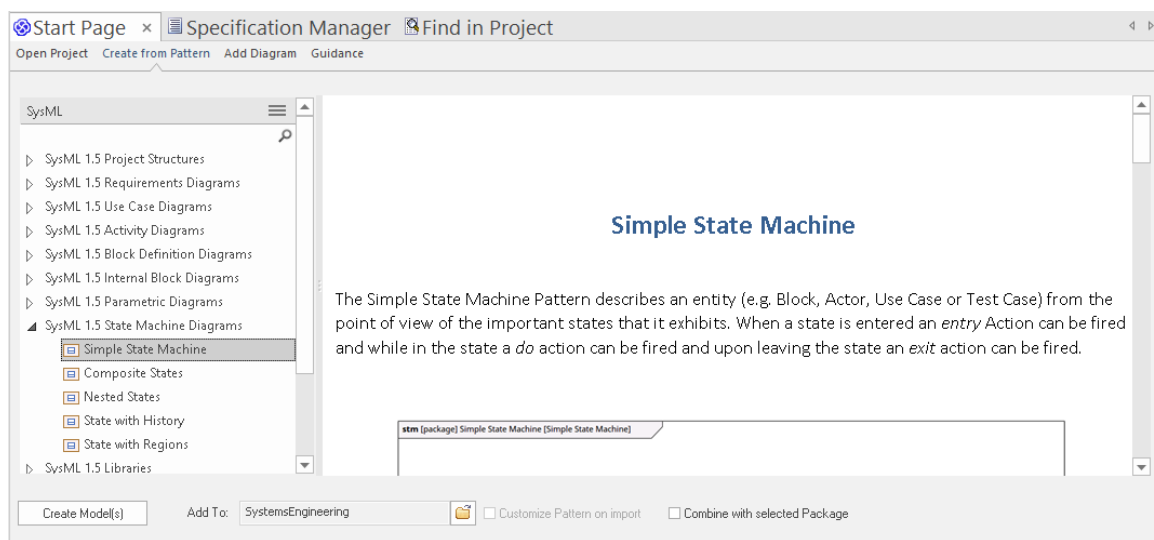 Start Page × Specification Manager Find in Project
Open Project Create from Pattern Add Diagram Guidance
SysML
SysML 1.5 Project Structures
SysML 1.5 Requirements Diagrams
SysML 1.5 Use Case Diagrams
SysML 1.5 Activity Diagrams
SysML 1.5 Block Definition Diagrams
SysML 1.5 Internal Block Diagrams
SysML 1.5 Parametric Diagrams
SysML 1.5 State Machine Diagrams
Simple State Machine
Composite States
Nested States
State with History
State with Regions
SysML 1.5 Libraries
Simple State Machine
The Simple State Machine Pattern describes an entity (e.g. Block, Actor, Use Case or Test Case) from the
point of view of the important states that it exhibits. When a state is entered an entry Action can be fired
and while in the state a do action can be fired and upon leaving the state an exit action can be fired.
stm [package] Simple State Machine [Simple State Machine]
Create Model(s) Add To: SystemsEngineering Customize Pattern on import Combine with selected Package